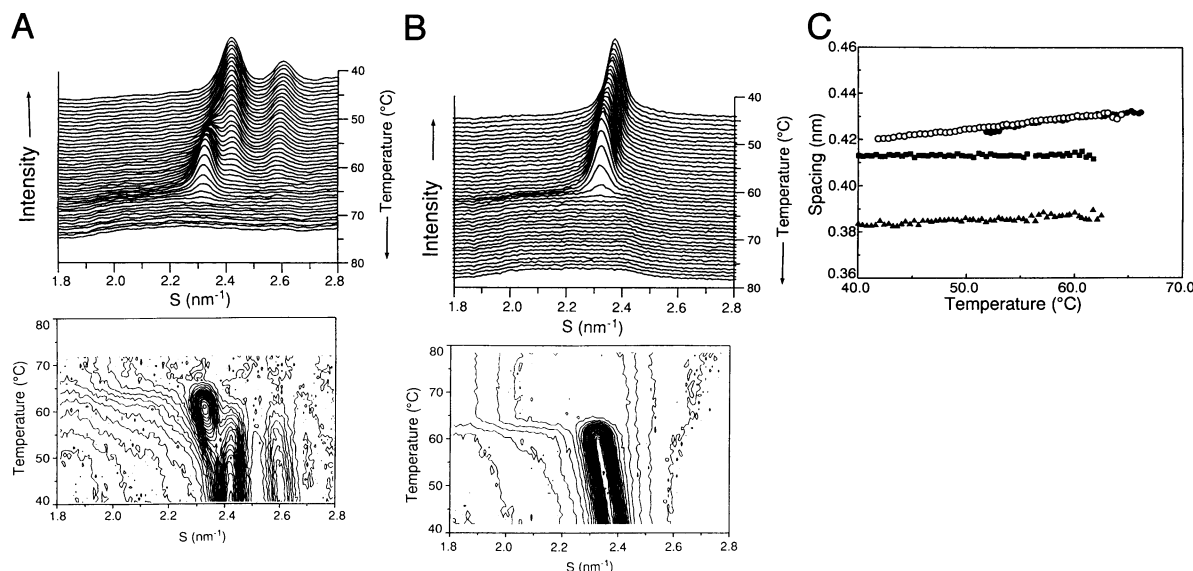 A
Intensity
40
50
60
70
80
Temperature (°C)
1.8 2.0 2.2 2.4 2.6 2.8
S (nm-1)
80
70
60
50
40
Temperature (°C)
1.8 2.0 2.2 2.4 2.6 2.8
S (nm-1)
B
Intensity
40
50
60
70
80
Temperature (°C)
1.8 2.0 2.2 2.4 2.6 2.8
S (nm-1)
80
70
60
50
40
Temperature (°C)
1.8 2.0 2.2 2.4 2.6 2.8
S (nm-1)
C
0.46
0.44
0.42
0.40
0.38
0.36
Spacing (nm)
40.0 50.0 60.0 70.0
Temperature (°C)